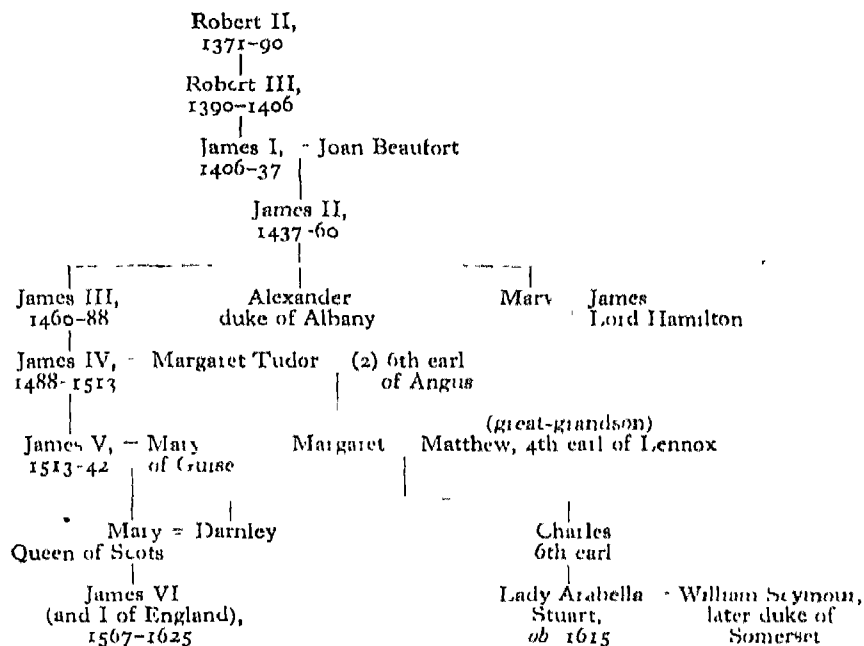 Robert II,
1371-90
Robert III,
1390-1406
James I, - Joan Beaufort
1406-37
James II,
1437-60
James III, Alexander Mary James
1460-88 duke of Albany Lord Hamilton
James IV, - Margaret Tudor (2) 6th earl
1488-1513 of Angus
(great-grandson)
James V, - Mary Margaret Matthew, 4th earl of Lennox
1513-42 of Guise
Mary = Darnley Charles
Queen of Scots 6th earl
James VI Lady Arabella - William Seymour,
(and I of England), Stuart, later duke of
1567-1625 ob 1615 Somerset